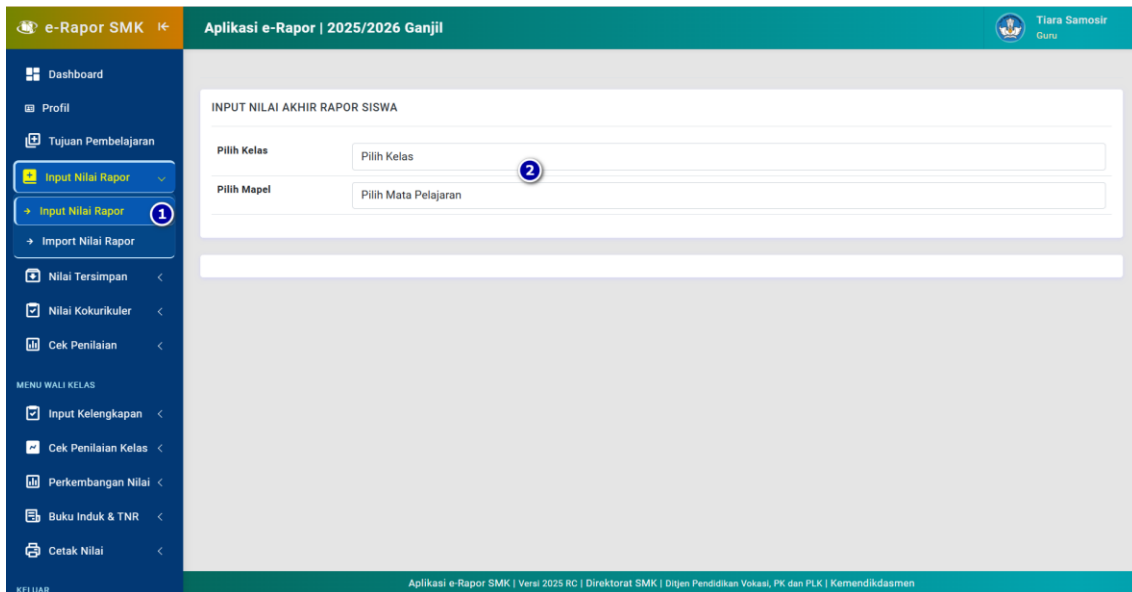 e-Rapor SMK
Aplikasi e-Rapor | 2025/2026 Ganjil
Tiara Samosir
Guru
Dashboard
Profil
Tujuan Pembelajaran
Input Nilai Rapor
Input Nilai Rapor
1
Import Nilai Rapor
Nilai Tersimpan
Nilai Kokurikuler
Cek Penilaian
MENU WALI KELAS
Input Kelengkapan
Cek Penilaian Kelas
Perkembangan Nilai
Buku Induk & TNR
Cetak Nilai
KELUAR
INPUT NILAI AKHIR RAPOR SISWA
Pilih Kelas
Pilih Kelas
2
Pilih Mapel
Pilih Mata Pelajaran
Aplikasi e-Rapor SMK | Versi 2025 RC | Direktorat SMK | Ditjen Pendidikan Vokasi, PK dan PLK | Kemendikdasmen